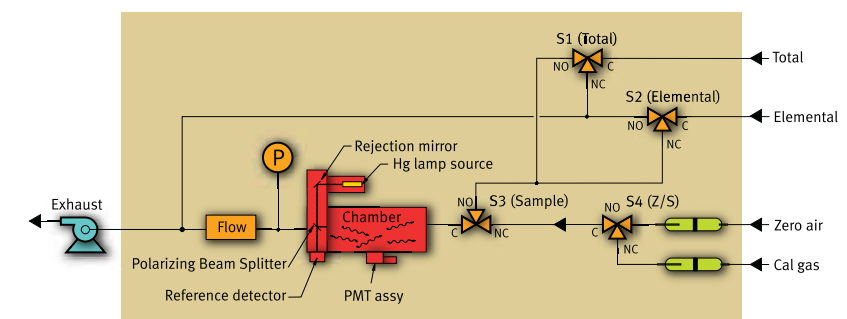 S1 (Total)
NO
C
NC
Total
S2 (Elemental)
NO
C
NC
Elemental
Rejection mirror
Hg lamp source
P
Exhaust
Flow
Chamber
NO
S3 (Sample)
C
NC
NO
S4 (Z/S)
C
NC
Zero air
Polarizing Beam Splitter
Cal gas
Reference detector
PMT assy